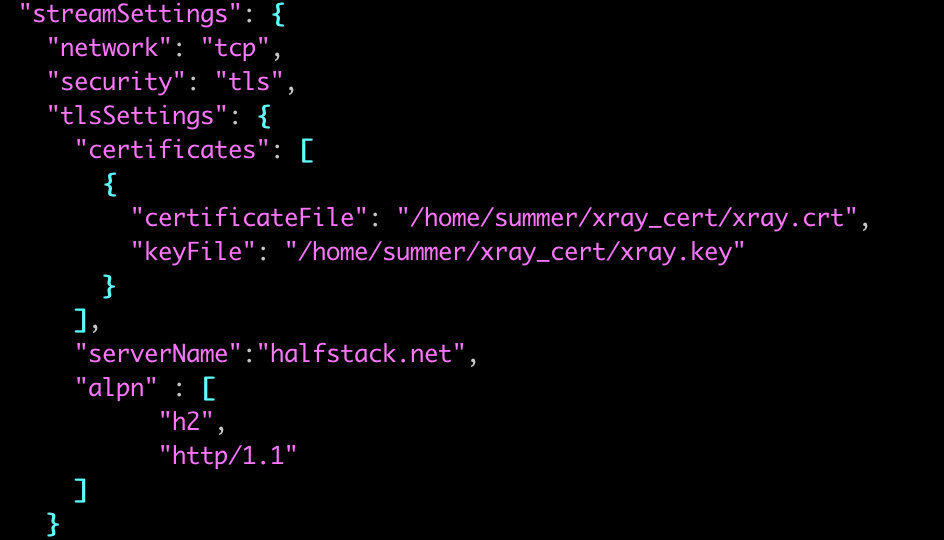 "streamSettings": {
"network": "tcp",
"security": "tls",
"tlsSettings": {
"certificates": [
{
"certificateFile": "/home/summer/xray_cert/xray.crt",
"keyFile": "/home/summer/xray_cert/xray.key"
}
],
"serverName":"halfstack.net",
"alpn" : [
"h2",
"http/1.1"
]
}